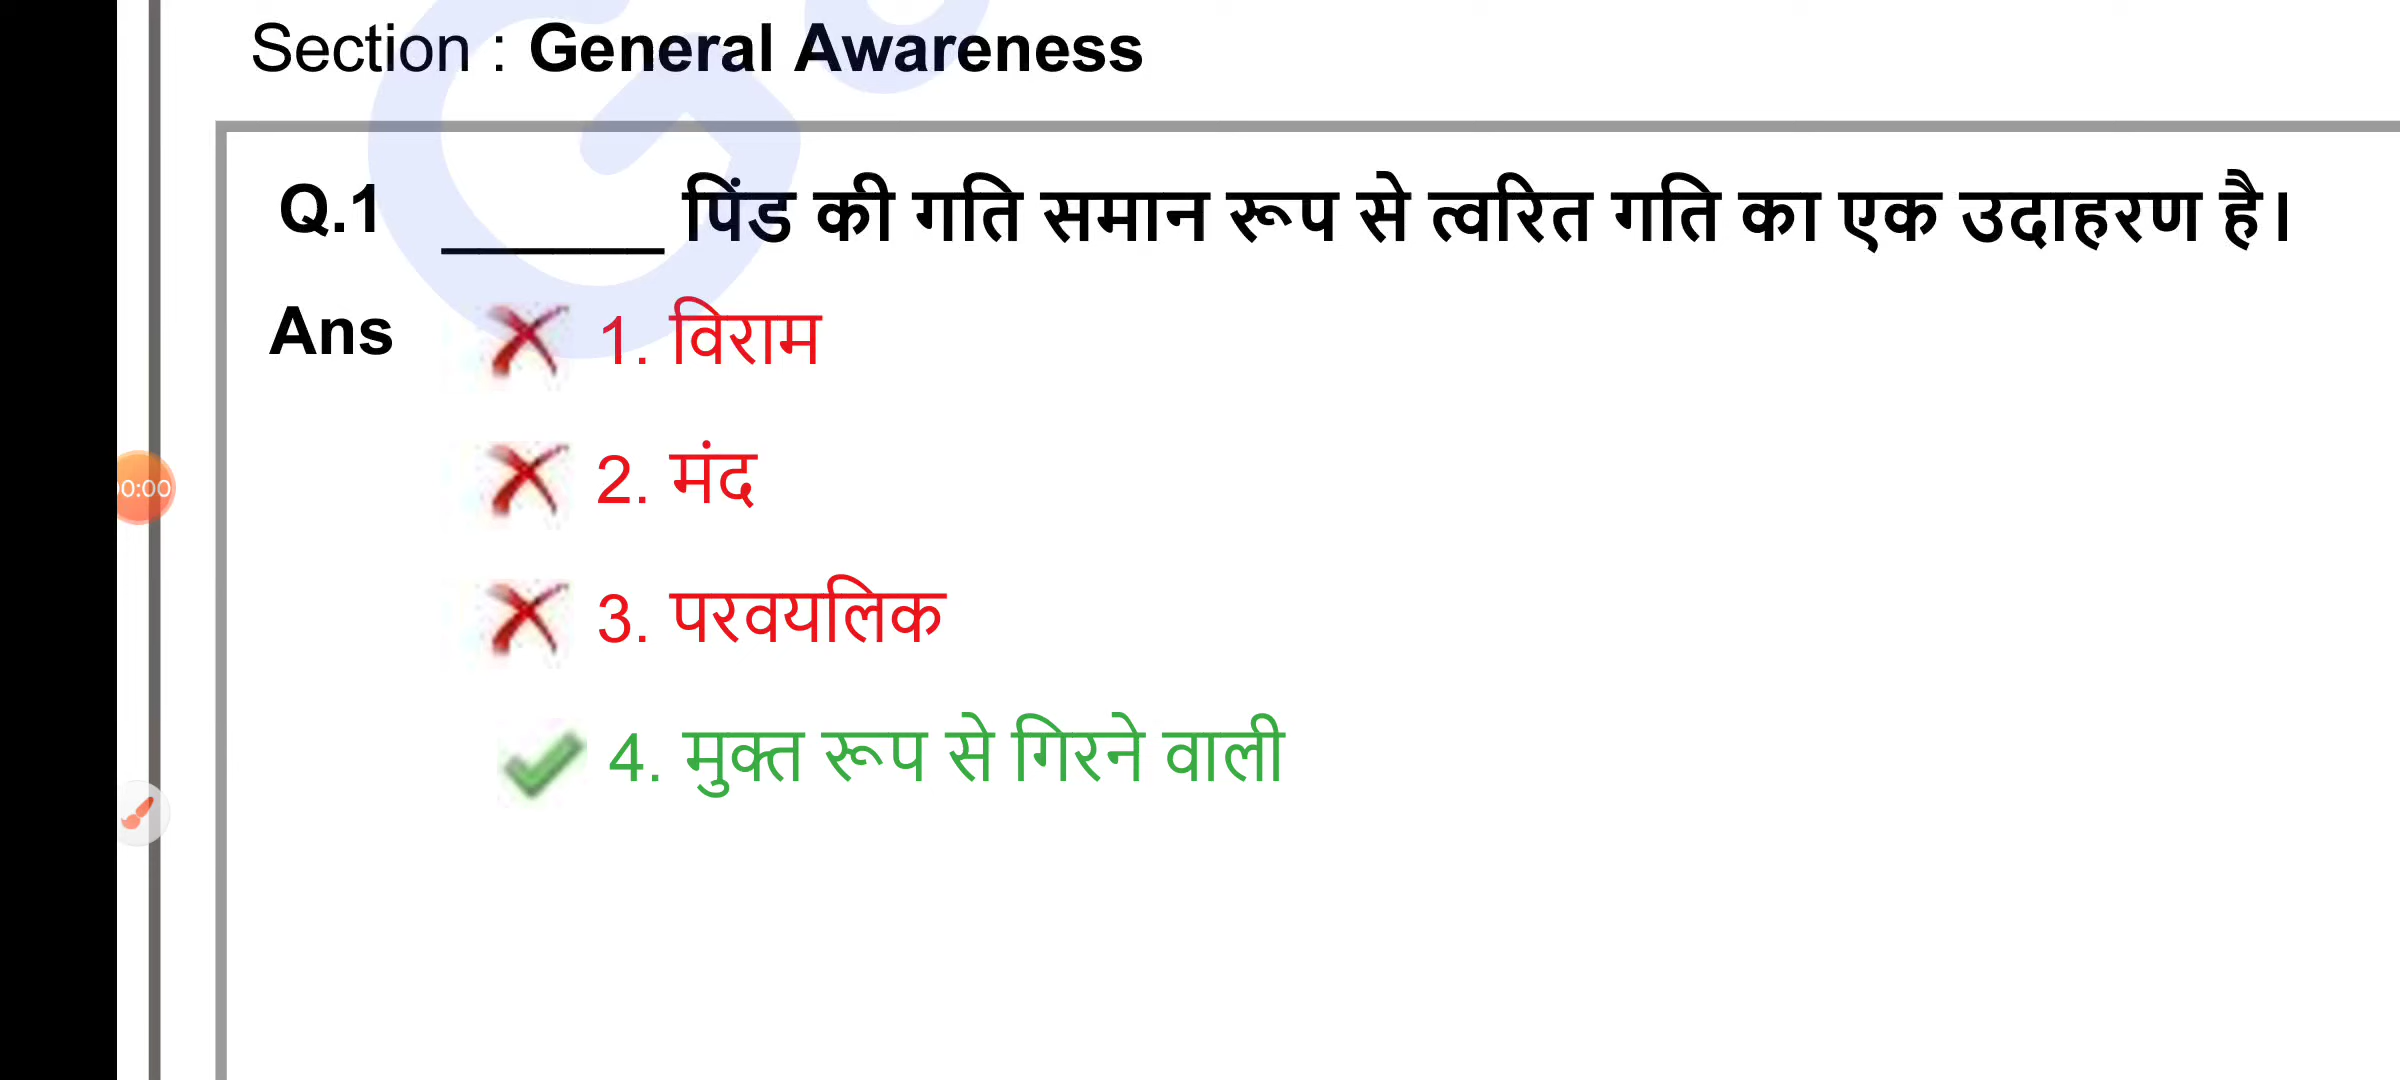 Section : General Awareness
Q.1 ______ पिंड की गति समान रूप से त्वरित गति का एक उदाहरण है।
Ans 1. विराम
2. मंद
3. परवयलिक
4. मुक्त रूप से गिरने वाली
0:00